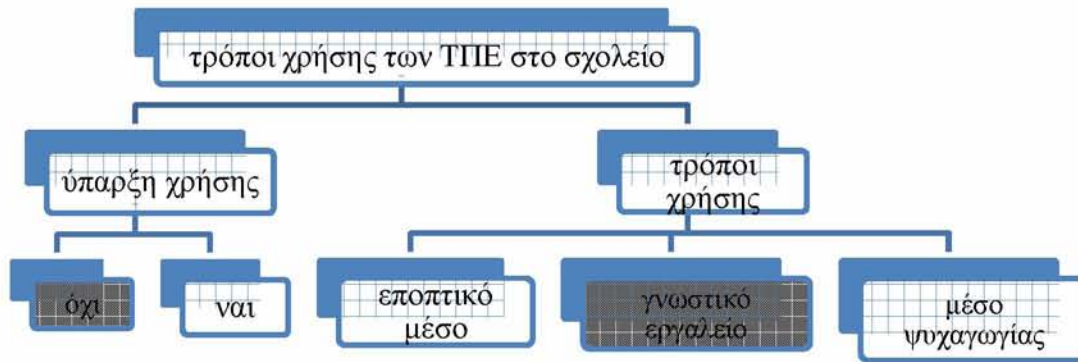 τρόποι χρήσης των ΤΠΕ στο σχολείο
ύπαρξη χρήσης
τρόποι
χρήσης
όχι
ναι
εποπτικό
μέσο
γνωστικό
εργαλείο
μέσο
ψυχαγωγίας